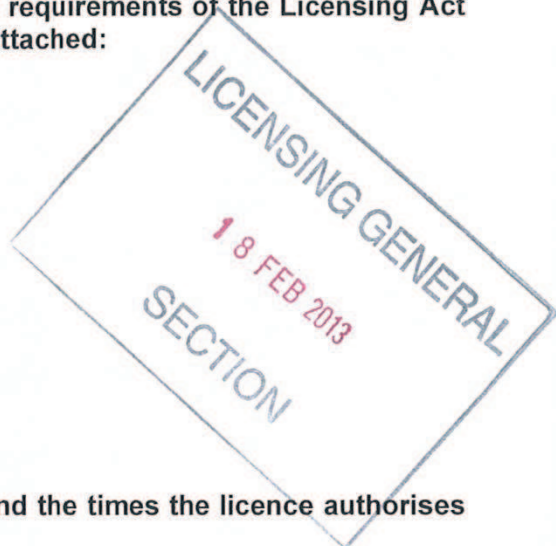 requirements of the Licensing Act
ttached:
LICENSING GENERAL
18 FEB 2013
SECTION
nd the times the licence authorises